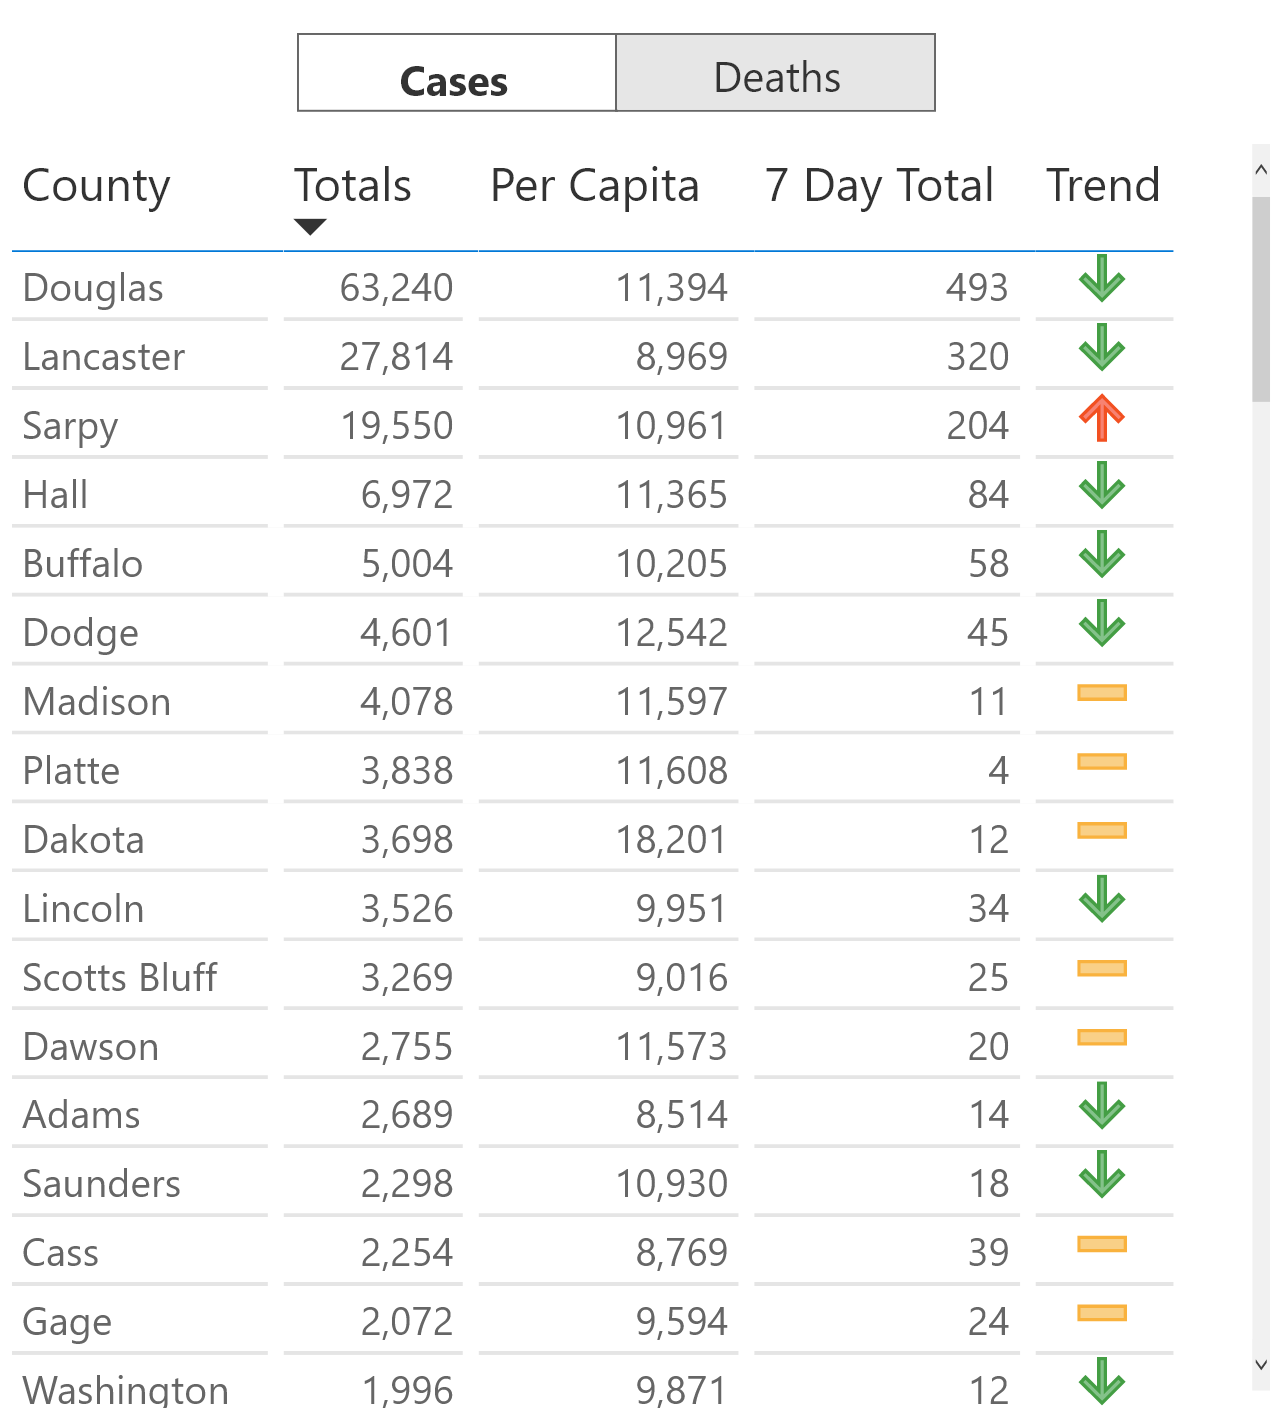 Cases Deaths
County Totals Per Capita 7 Day Total Trend
Douglas 63,240 11,394 493
Lancaster 27,814 8,969 320
Sarpy 19,550 10,961 204
Hall 6,972 11,365 84
Buffalo 5,004 10,205 58
Dodge 4,601 12,542 45
Madison 4,078 11,597 11
Platte 3,838 11,608 4
Dakota 3,698 18,201 12
Lincoln 3,526 9,951 34
Scotts Bluff 3,269 9,016 25
Dawson 2,755 11,573 20
Adams 2,689 8,514 14
Saunders 2,298 10,930 18
Cass 2,254 8,769 39
Gage 2,072 9,594 24
Washington 1,996 9,871 12